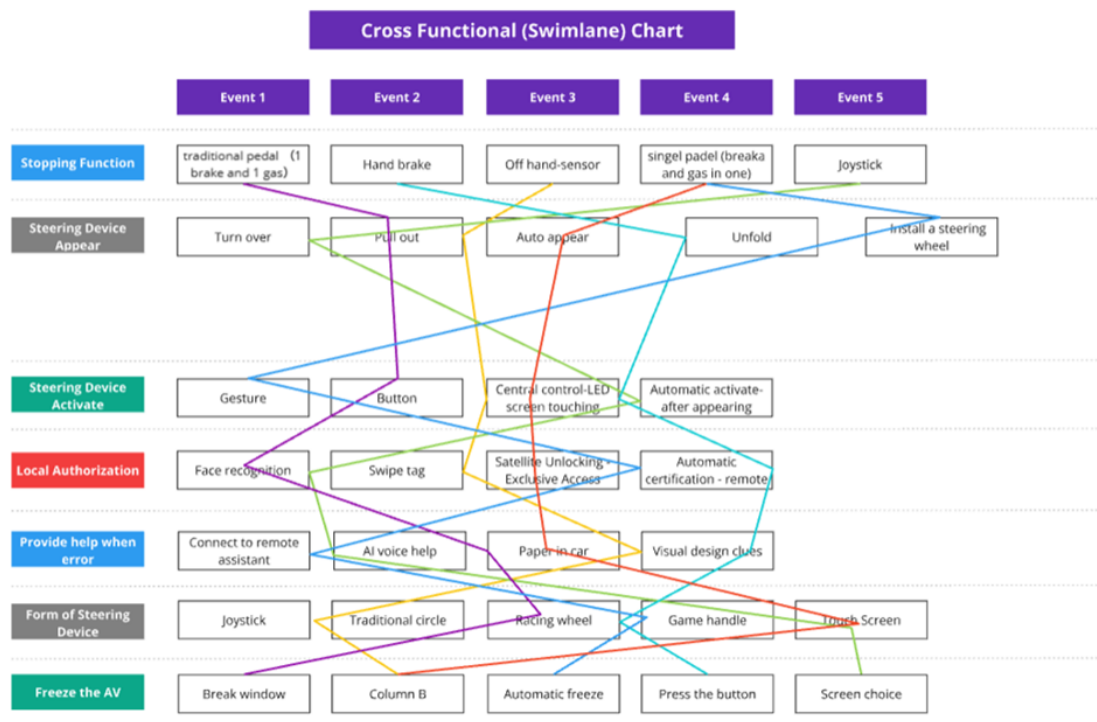 Cross Functional (Swimlane) Chart
Event 1
Event 2
Event 3
Event 4
Event 5
Stopping Function
traditional pedal (1
brake and 1 gas)
Hand brake
Off hand-sensor
singel padel (breaka
and gas in one)
Joystick
Steering Device
Appear
Turn over
Pull out
Auto appear
Unfold
Install a steering
wheel
Steering Device
Activate
Gesture
Button
Central control-LED
screen touching
Automatic activate-
after appearing
Local Authorization
Face recognition
Swipe tag
Satellite Unlocking -
Exclusive Access
Automatic
certification - remote
Provide help when
error
Connect to remote
assistant
AI voice help
Paper in car
Visual design clues
Form of Steering
Device
Joystick
Traditional circle
Racing wheel
Game handle
Touch Screen
Freeze the AV
Break window
Column B
Automatic freeze
Press the button
Screen choice